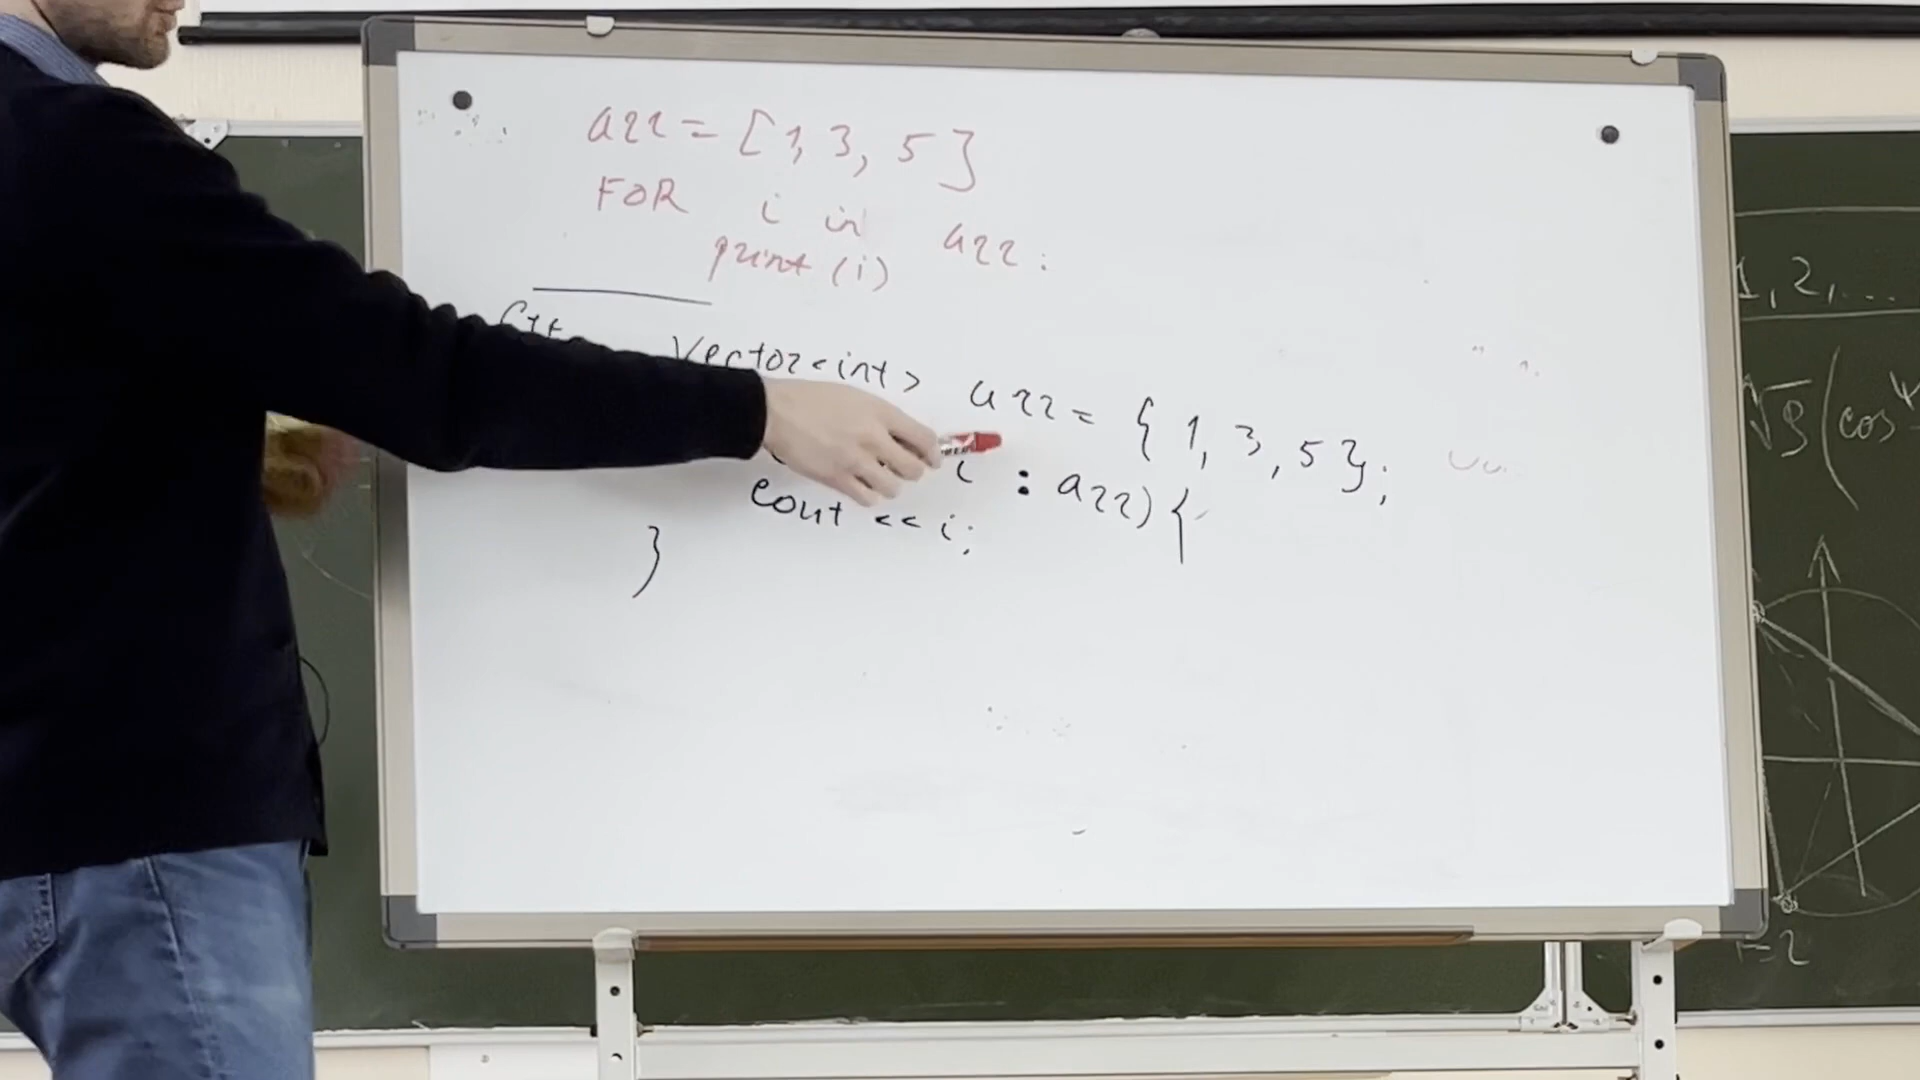 arr = [1, 3, 5]
FOR i in arr:
print (i)
C++
Vector<int> arr = {1, 3, 5};
i : arr) {
cout << i;
}
1, 2, ...
cos
=2